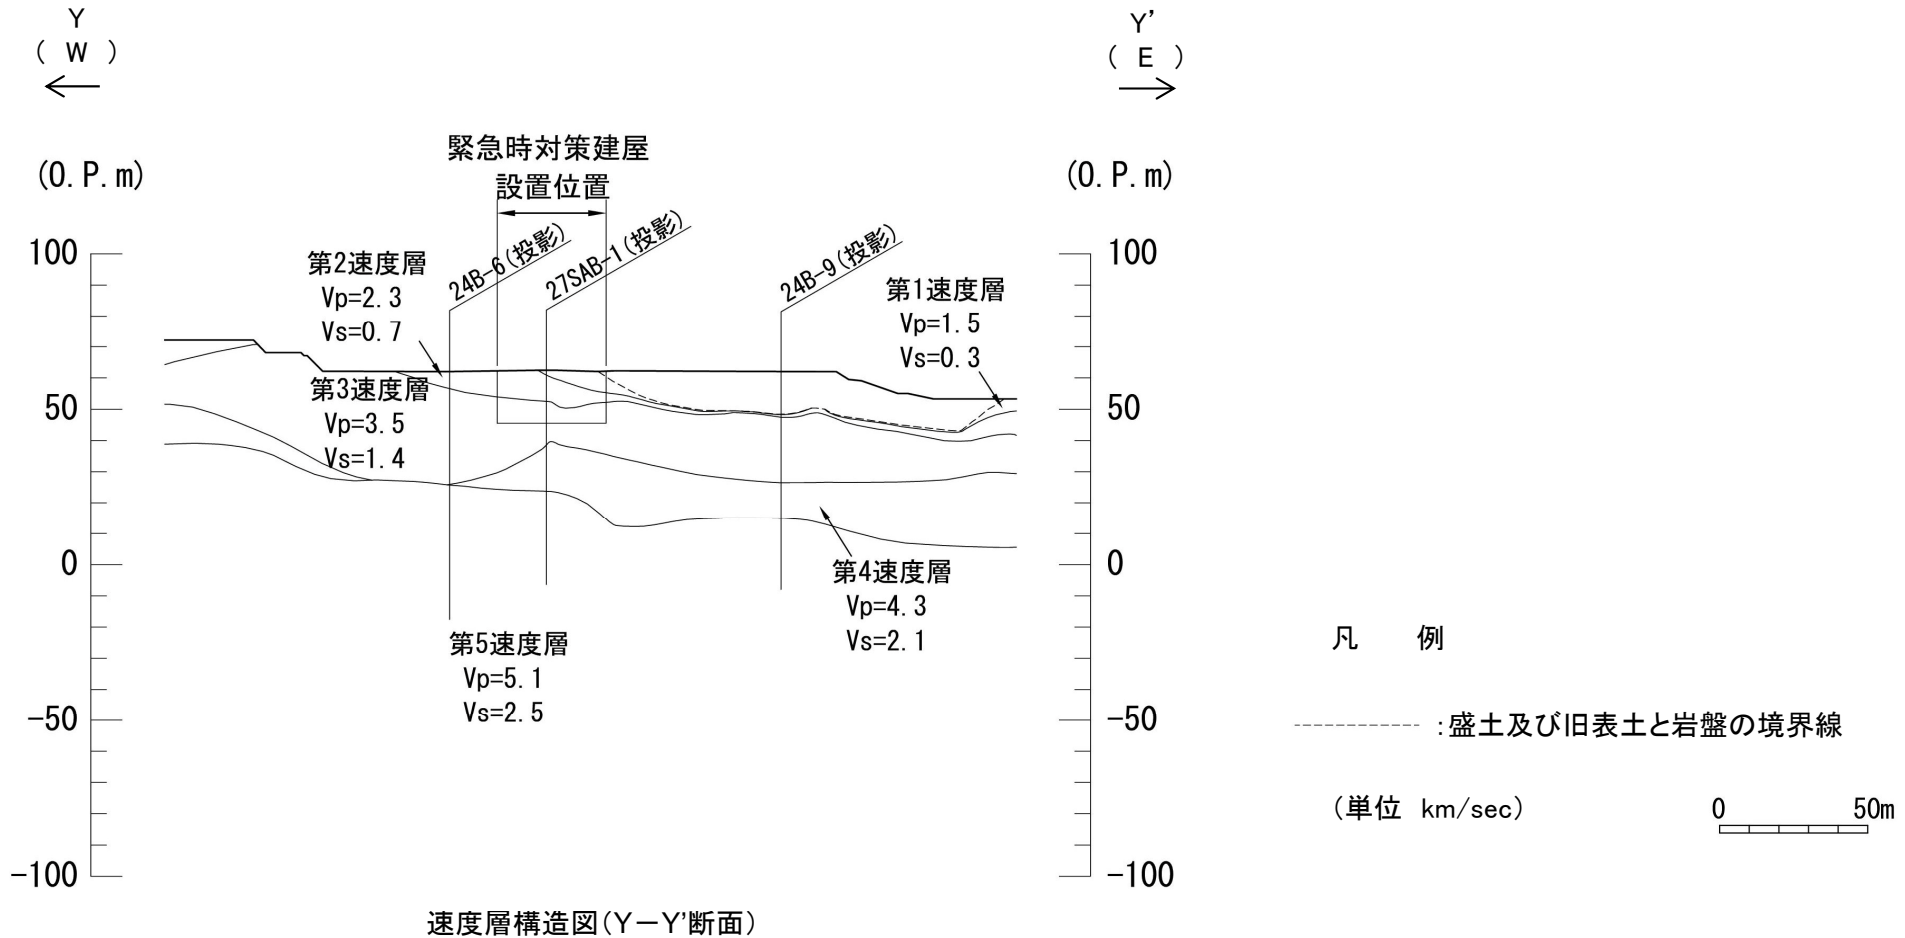 Y
( W )
Y'
( E )
緊急時対策建屋
設置位置
(O.P.m)
(O.P.m)
24B-6(投影)
27SAB-1(投影)
24B-9(投影)
第2速度層
Vp=2.3
Vs=0.7
第1速度層
Vp=1.5
Vs=0.3
第3速度層
Vp=3.5
Vs=1.4
第4速度層
Vp=4.3
Vs=2.1
第5速度層
Vp=5.1
Vs=2.5
100
50
0
-50
-100
100
50
0
-50
-100
凡 例
:盛土及び旧表土と岩盤の境界線
(単位 km/sec)
0 50m
速度層構造図(Y-Y'断面)